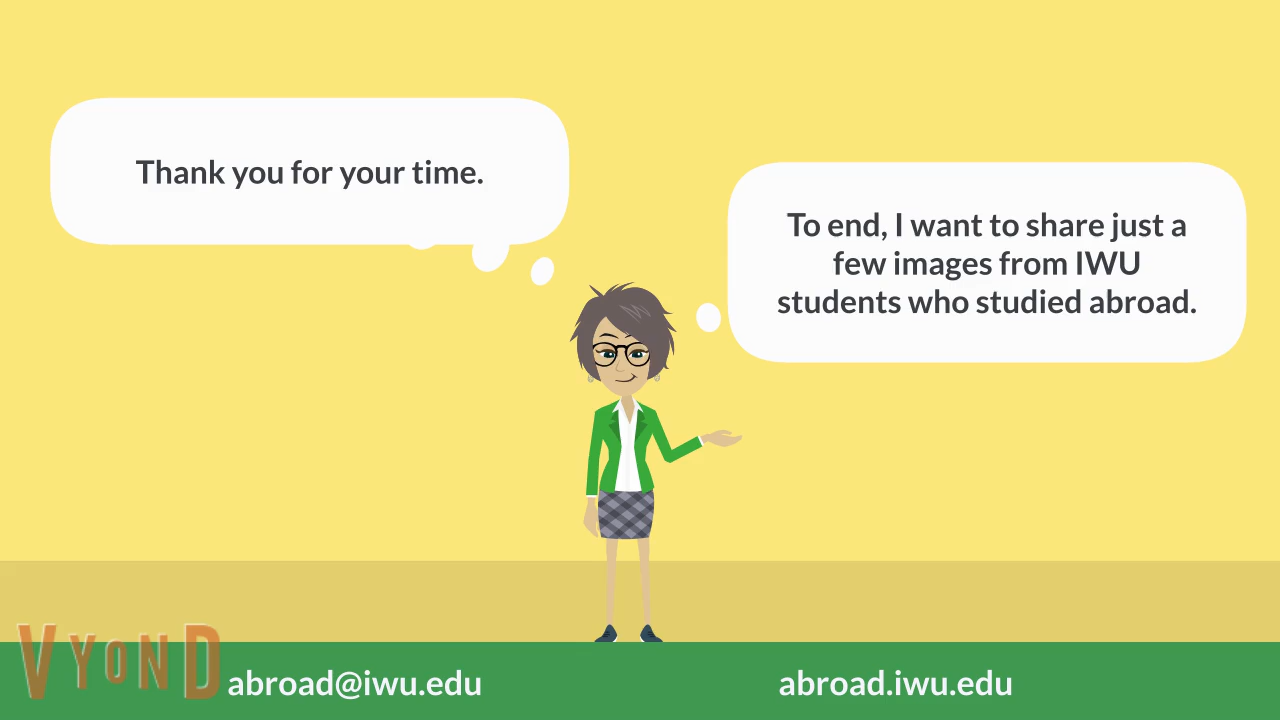 Thank you for your time.
To end, I want to share just a
few images from IWU
students who studied abroad.
VYOND
abroad@iwu.edu
abroad.iwu.edu